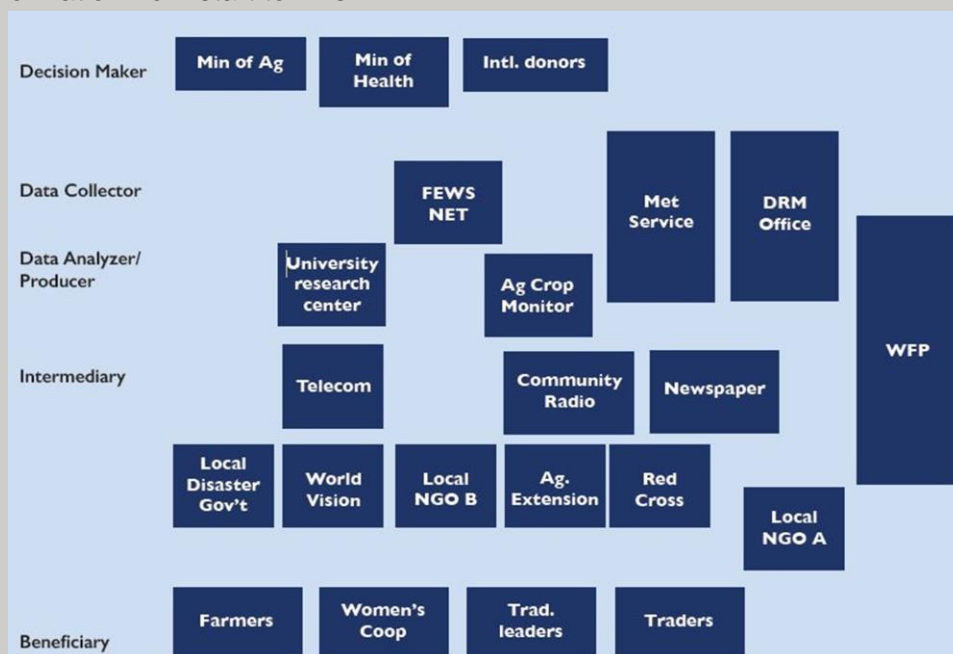 Decision Maker
Min of Ag
Min of
Health
Intl. donors
Data Collector
FEWS
NET
Met
Service
DRM
Office
Data Analyzer/
Producer
University
research
center
Ag Crop
Monitor
WFP
Intermediary
Telecom
Community
Radio
Newspaper
Local
Disaster
Gov't
World
Vision
Local
NGO B
Ag.
Extension
Red
Cross
Local
NGO A
Beneficiary
Farmers
Women's
Coop
Trad.
leaders
Traders